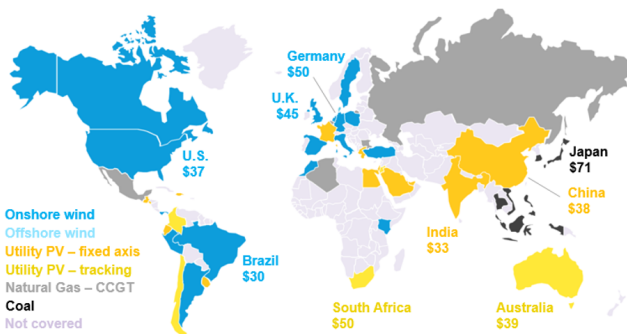 Germany
$50
U.K.
$45
U.S.
$37
Japan
$71
China
$38
India
$33
Brazil
$30
South Africa
$50
Australia
$39
Onshore wind
Offshore wind
Utility PV – fixed axis
Utility PV – tracking
Natural Gas – CCGT
Coal
Not covered